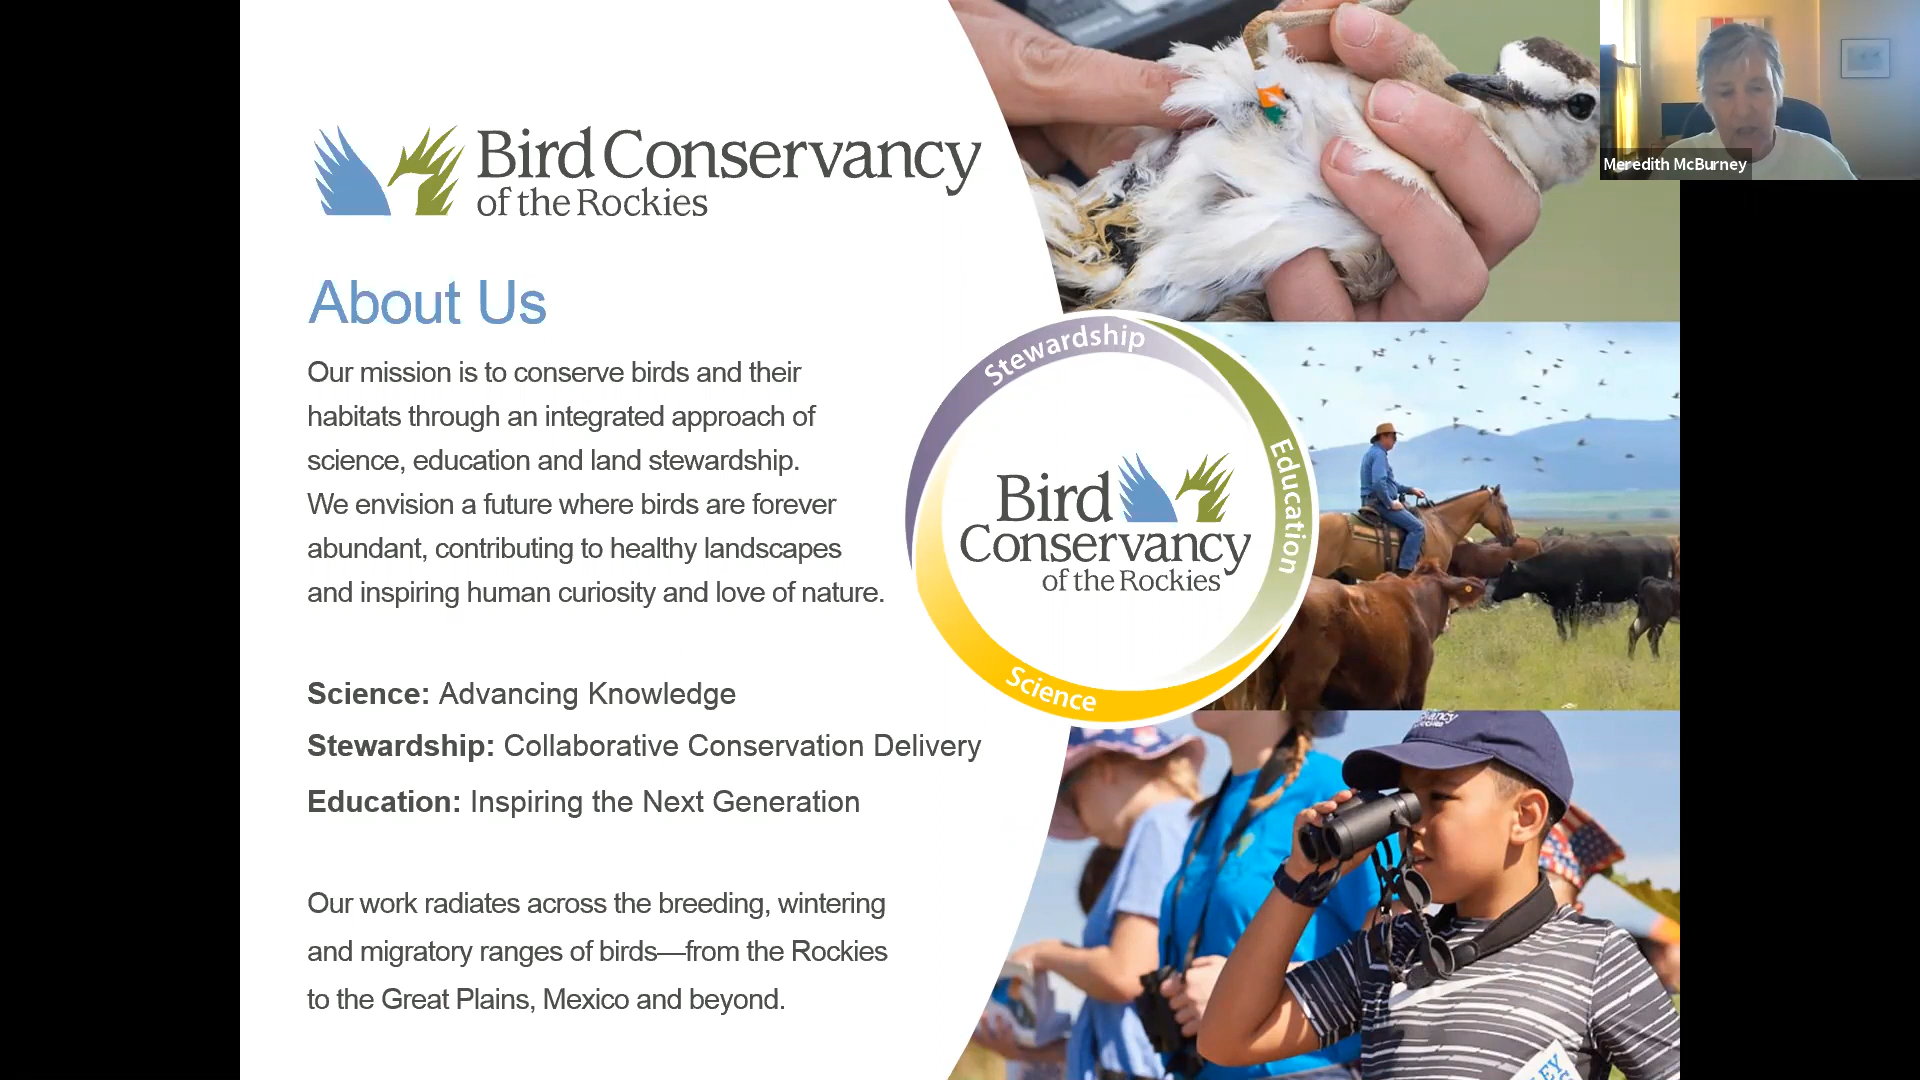 Bird Conservancy
of the Rockies
About Us
Our mission is to conserve birds and their
habitats through an integrated approach of
science, education and land stewardship.
We envision a future where birds are forever
abundant, contributing to healthy landscapes
and inspiring human curiosity and love of nature.
Science: Advancing Knowledge
Stewardship: Collaborative Conservation Delivery
Education: Inspiring the Next Generation
Our work radiates across the breeding, wintering
and migratory ranges of birds—from the Rockies
to the Great Plains, Mexico and beyond.
Stewardship
Education
Science
Bird
Conservancy
of the Rockies
Meredith McBurney